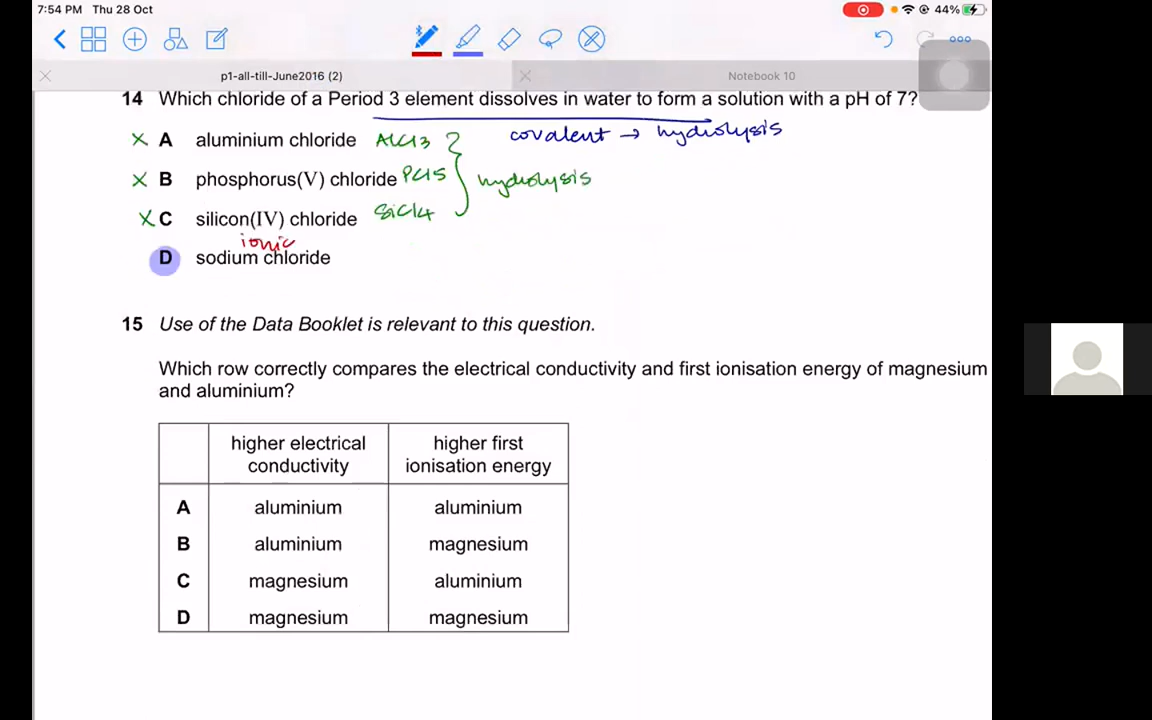 7:54 PM Thu 28 Oct
44%
p1-all-till-June2016 (2)
Notebook 10
14 Which chloride of a Period 3 element dissolves in water to form a solution with a pH of 7?
covalent → hydrolysis
X A aluminium chloride AlCl3
X B phosphorus(V) chloride PCl5
hydrolysis
X C silicon(IV) chloride SiCl4
ionic
D sodium chloride
15 Use of the Data Booklet is relevant to this question.
Which row correctly compares the electrical conductivity and first ionisation energy of magnesium
and aluminium?
higher electrical conductivity higher first ionisation energy
A aluminium aluminium
B aluminium magnesium
C magnesium aluminium
D magnesium magnesium